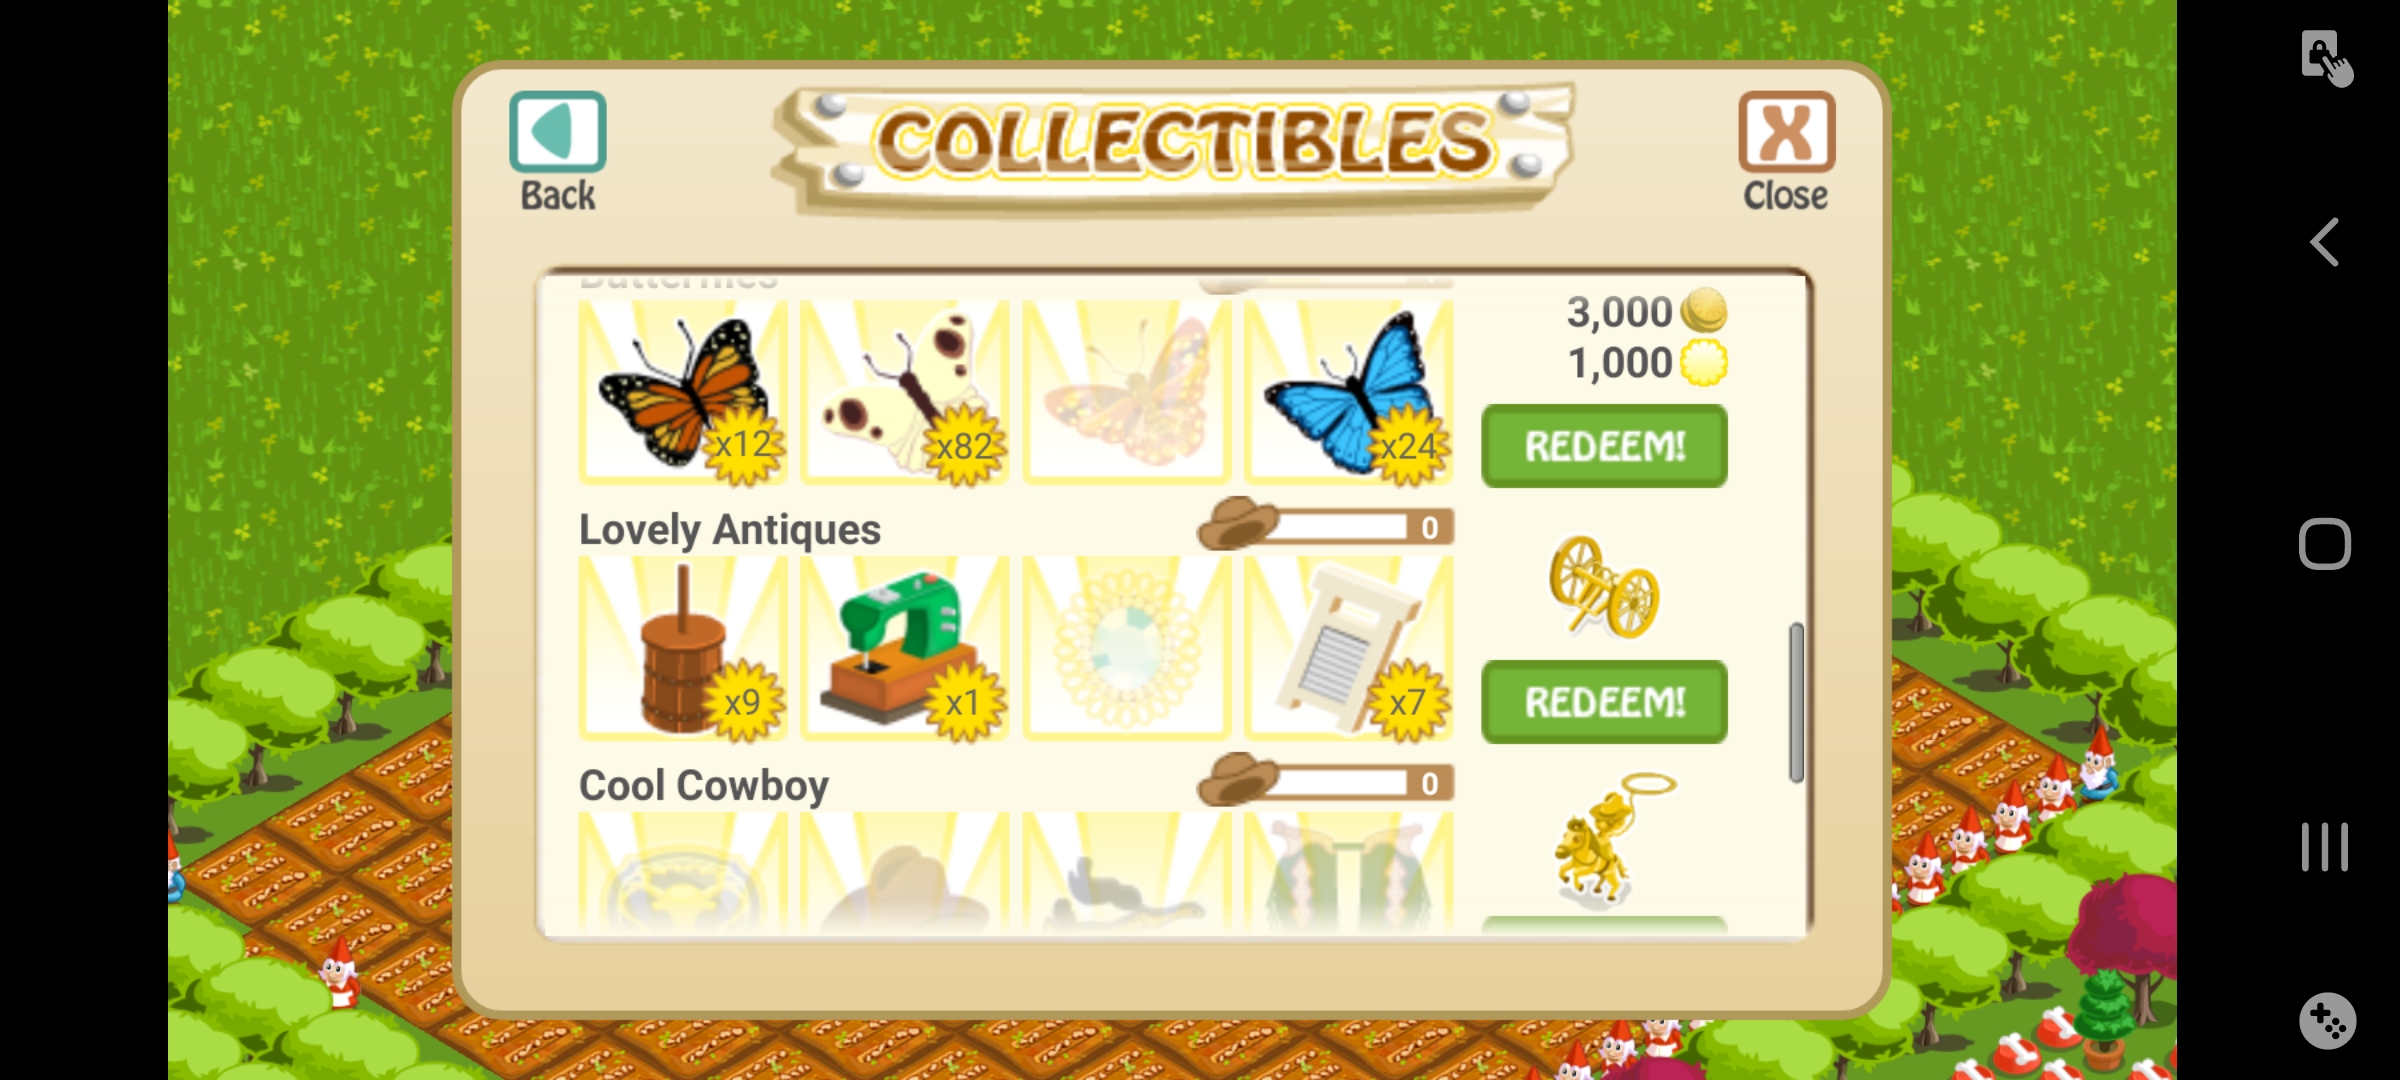 COLLECTIBLES
Back
Close
Butterflies
3,000
1,000
x12
x82
x24
REDEEM!
Lovely Antiques
0
x9
x1
x7
REDEEM!
Cool Cowboy
0